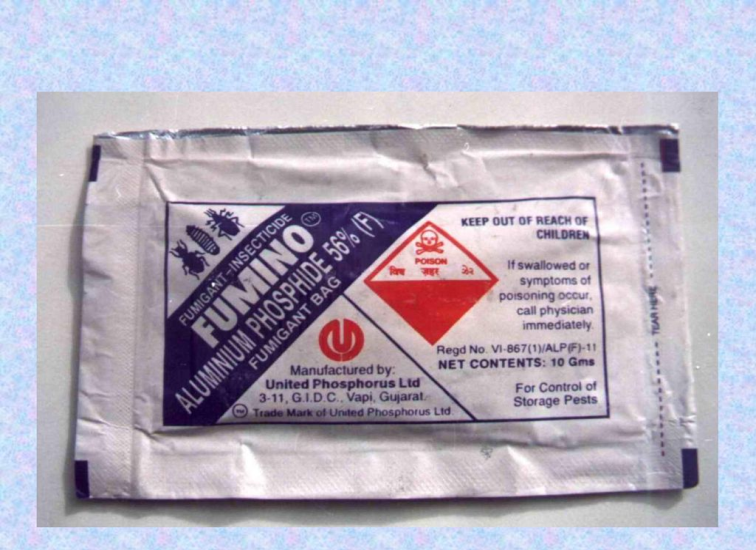 FUMIGANT-INSECTICIDE
FUMINO TM
ALUMINIUM PHOSPHIDE 56% (F)
FUMIGANT BAG
Manufactured by:
United Phosphorus Ltd
3-11, G.I.D.C., Vapi, Gujarat.
TM Trade Mark of United Phosphorus Ltd.
POISON
विष ज़हर ઝેર
KEEP OUT OF REACH OF
CHILDREN
If swallowed or
symptoms of
poisoning occur,
call physician
immediately.
Regd No. VI-867(1)/ALP(F)-11
NET CONTENTS: 10 Gms
For Control of
Storage Pests
TEAR HERE